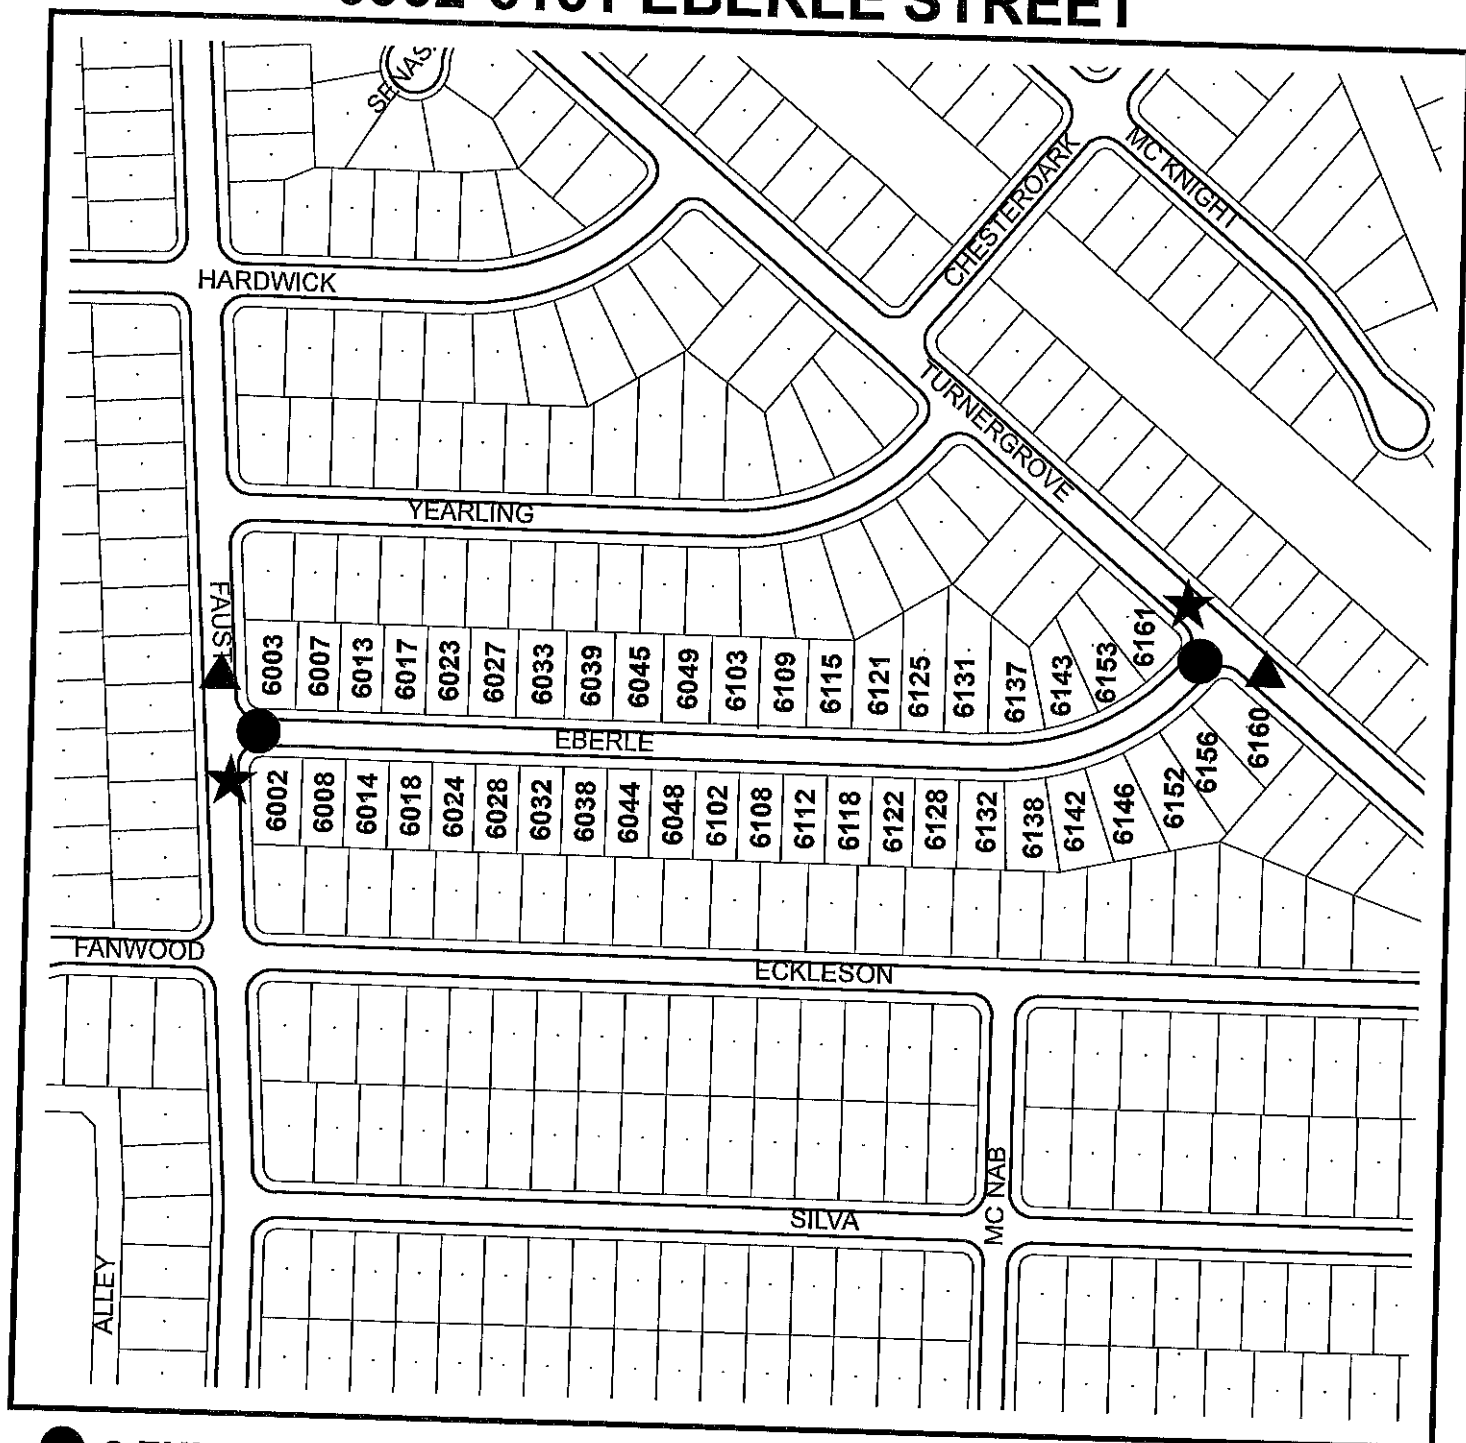 EBERLE STREET
SENAS
CHESTEROARK
MC KNIGHT
HARDWICK
TURNERGROVE
YEARLING
FAUST
6003 6007 6013 6017 6023 6027 6033 6039 6045 6049 6103 6109 6115 6121 6125 6131 6137 6143 6153 6161
EBERLE
6002 6008 6014 6018 6024 6028 6032 6038 6044 6048 6102 6108 6112 6118 6122 6128 6132 6138 6142 6146 6152 6156 6160
FANWOOD
ECKLESON
MC NAB
SILVA
ALLEY